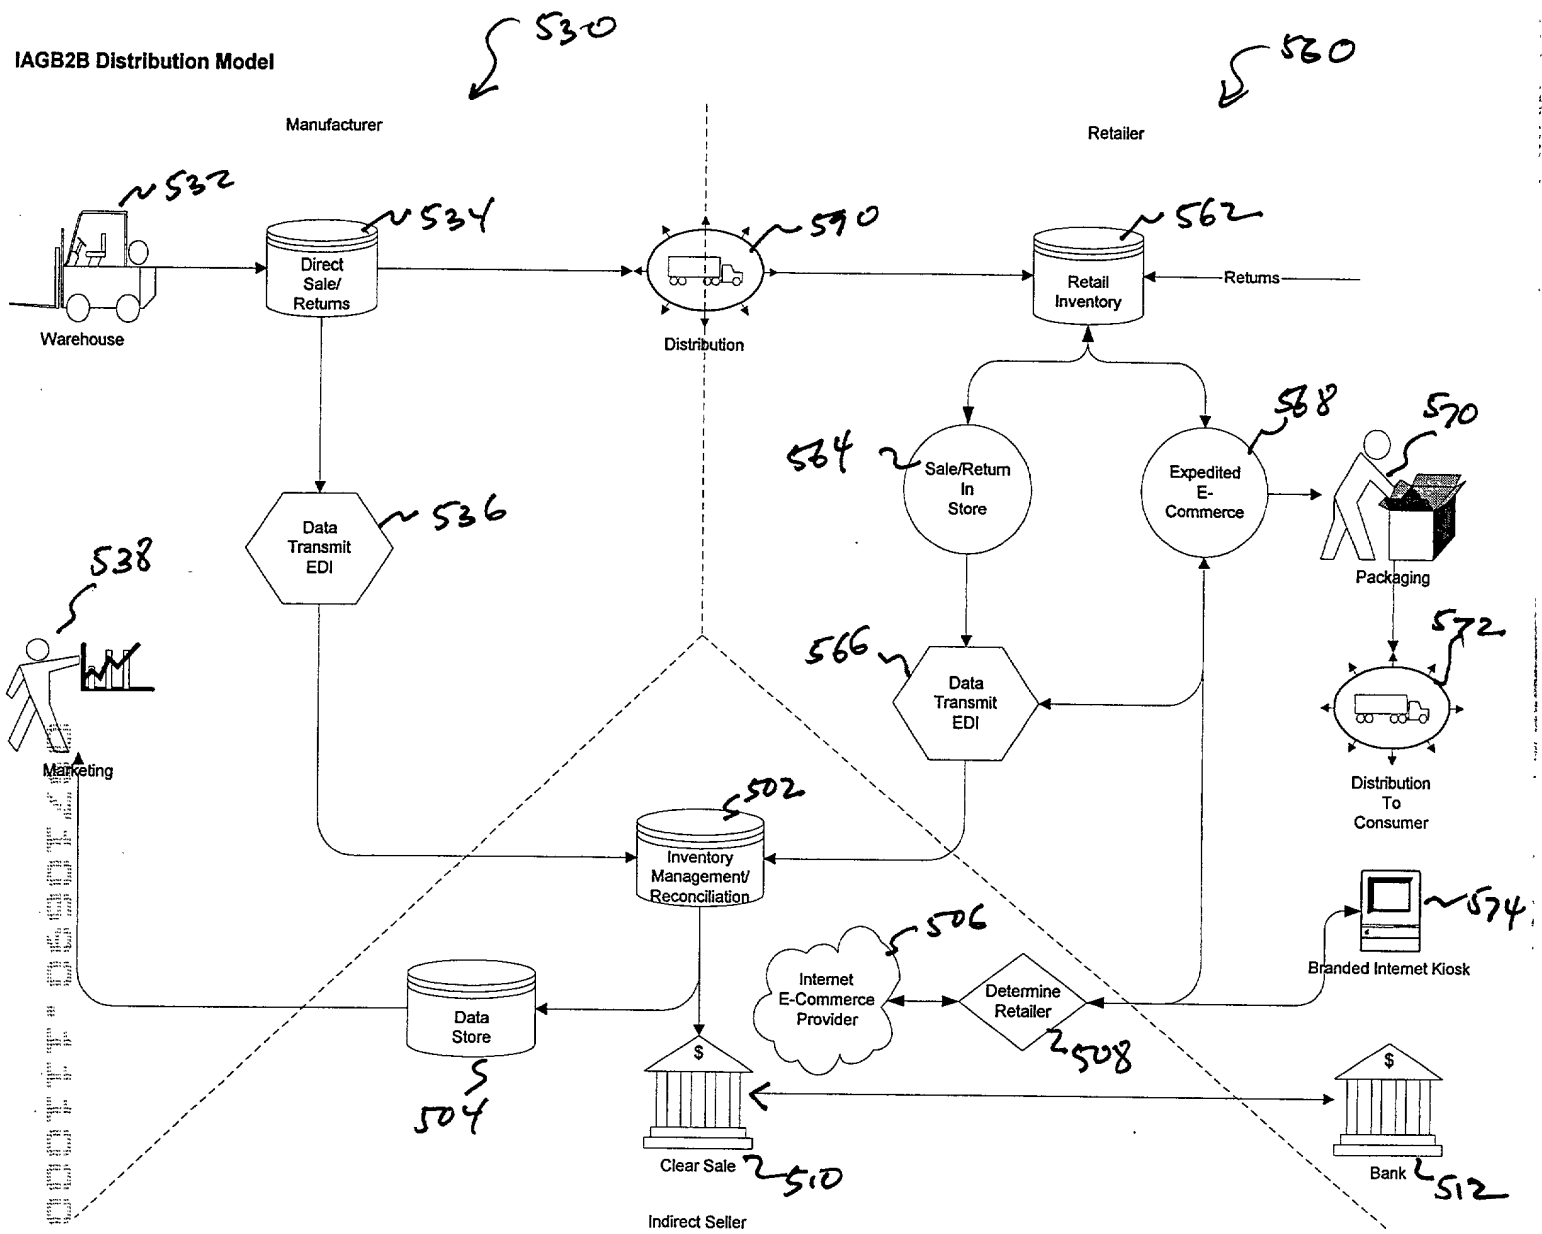 530
560
IAGB2B Distribution Model
Manufacturer
Retailer
532
534
590
562
Direct
Sale/
Returns
Retail
Inventory
Returns
Warehouse
Distribution
568
570
564
Sale/Return
In
Store
Expedited
E-
Commerce
536
Data
Transmit
EDI
538
Packaging
572
566
Data
Transmit
EDI
Marketing
Distribution
To
Consumer
502
Inventory
Management/
Reconciliation
574
506
Branded Internet Kiosk
Internet
E-Commerce
Provider
Determine
Retailer
508
Data
Store
504
$
$
Clear Sale
510
Bank
512
Indirect Seller